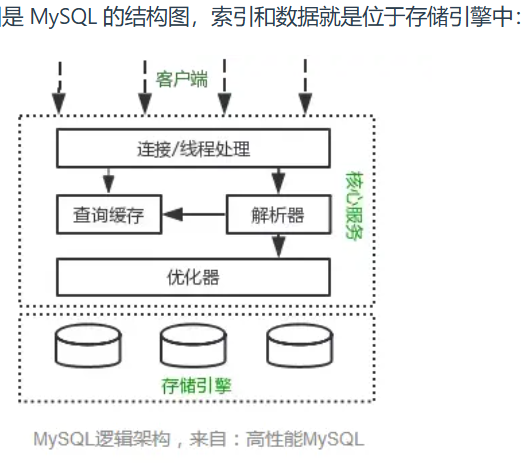 是 MySQL 的结构图，索引和数据就是位于存储引擎中：
客户端
连接/线程处理
查询缓存
解析器
核心服务
优化器
存储引擎
MySQL逻辑架构，来自：高性能MySQL